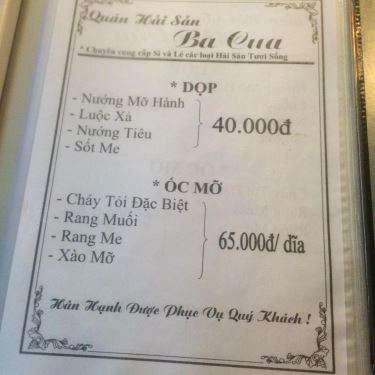 Quán Hải Sản
Ba Cua
* Chuyên cung cấp Sỉ và Lẻ các loại Hải Sản Tươi Sống
* DỌP
- Nướng Mỡ Hành
- Luộc Xả
- Nướng Tiêu
- Sốt Me
40.000đ
* ỐC MỠ
- Cháy Tỏi Đặc Biệt
- Rang Muối
- Rang Me
- Xào Mỡ
65.000đ/ dĩa
Hân Hạnh Được Phục Vụ Quý Khách !